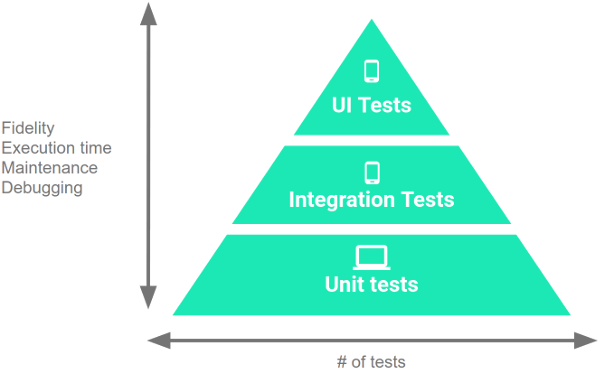 UI Tests
Fidelity
Execution time
Maintenance
Debugging
Integration Tests
Unit tests
# of tests